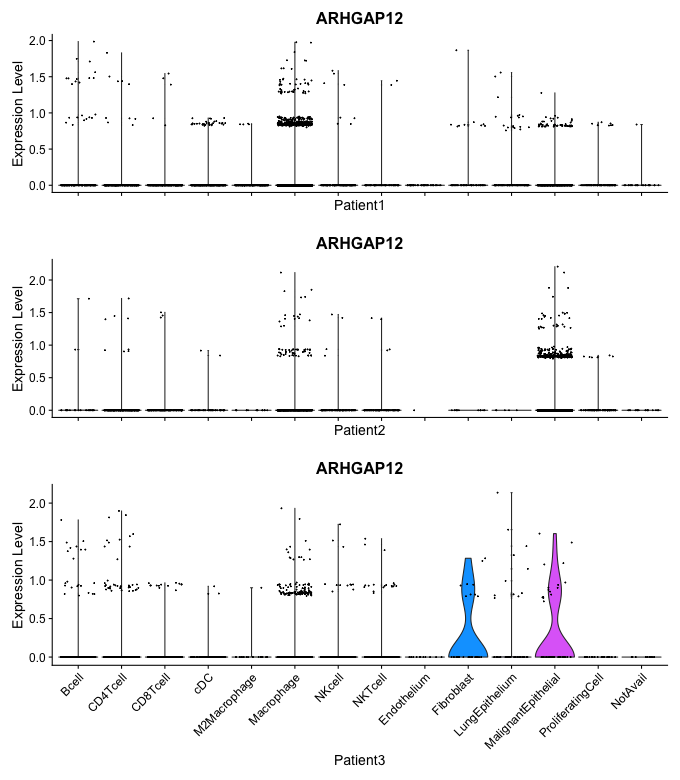 ARHGAP12
Expression Level
2.0
1.5
1.0
0.5
0.0
Patient1
ARHGAP12
Expression Level
2.0
1.5
1.0
0.5
0.0
Patient2
ARHGAP12
Expression Level
2.0
1.5
1.0
0.5
0.0
Bcell
CD4Tcell
CD8Tcell
cDC
M2Macrophage
Macrophage
NKcell
NKTcell
Endothelium
Fibroblast
LungEpithelium
MalignantEpithelial
ProliferatingCell
NotAvail
Patient3